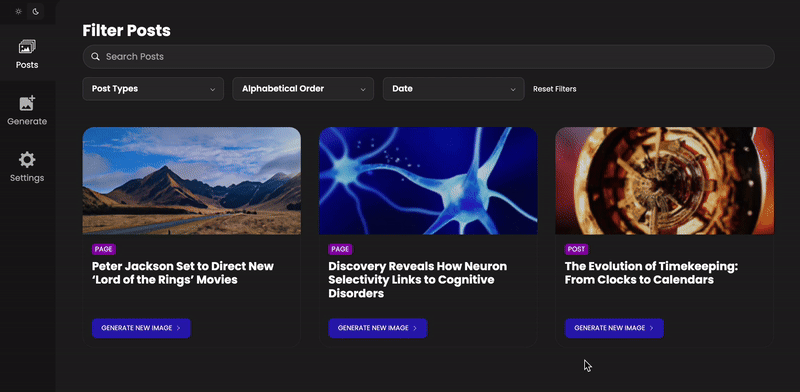 Filter Posts
Posts
Search Posts
Post Types
Alphabetical Order
Date
Reset Filters
Generate
Settings
PAGE
Peter Jackson Set to Direct New
‘Lord of the Rings’ Movies
GENERATE NEW IMAGE
PAGE
Discovery Reveals How Neuron
Selectivity Links to Cognitive
Disorders
GENERATE NEW IMAGE
POST
The Evolution of Timekeeping:
From Clocks to Calendars
GENERATE NEW IMAGE